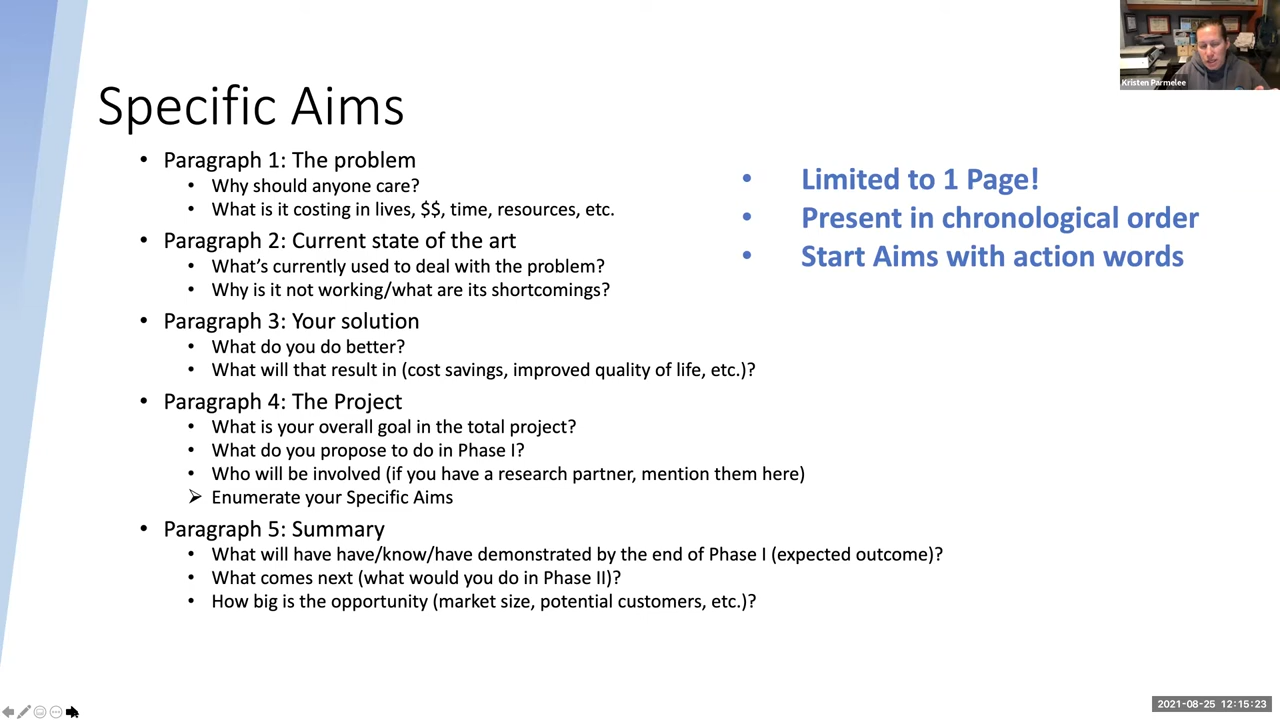 Specific Aims
• Paragraph 1: The problem
• Why should anyone care?
• What is it costing in lives, $$, time, resources, etc.
• Paragraph 2: Current state of the art
• What's currently used to deal with the problem?
• Why is it not working/what are its shortcomings?
• Paragraph 3: Your solution
• What do you do better?
• What will that result in (cost savings, improved quality of life, etc.)?
• Paragraph 4: The Project
• What is your overall goal in the total project?
• What do you propose to do in Phase I?
• Who will be involved (if you have a research partner, mention them here)
➢ Enumerate your Specific Aims
• Paragraph 5: Summary
• What will have have/know/have demonstrated by the end of Phase I (expected outcome)?
• What comes next (what would you do in Phase II)?
• How big is the opportunity (market size, potential customers, etc.)?
• Limited to 1 Page!
• Present in chronological order
• Start Aims with action words
Kristen Parmelee
2021-08-25 12:15:23